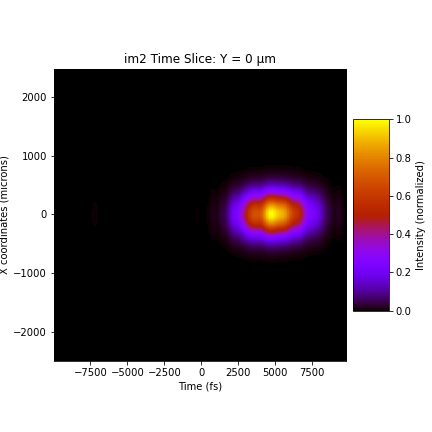 im2 Time Slice: Y = 0 μm
X coordinates (microns)
2000
1000
0
−1000
−2000
−7500 −5000 −2500 0 2500 5000 7500
Time (fs)
1.0
0.8
0.6
0.4
0.2
0.0
Intensity (normalized)